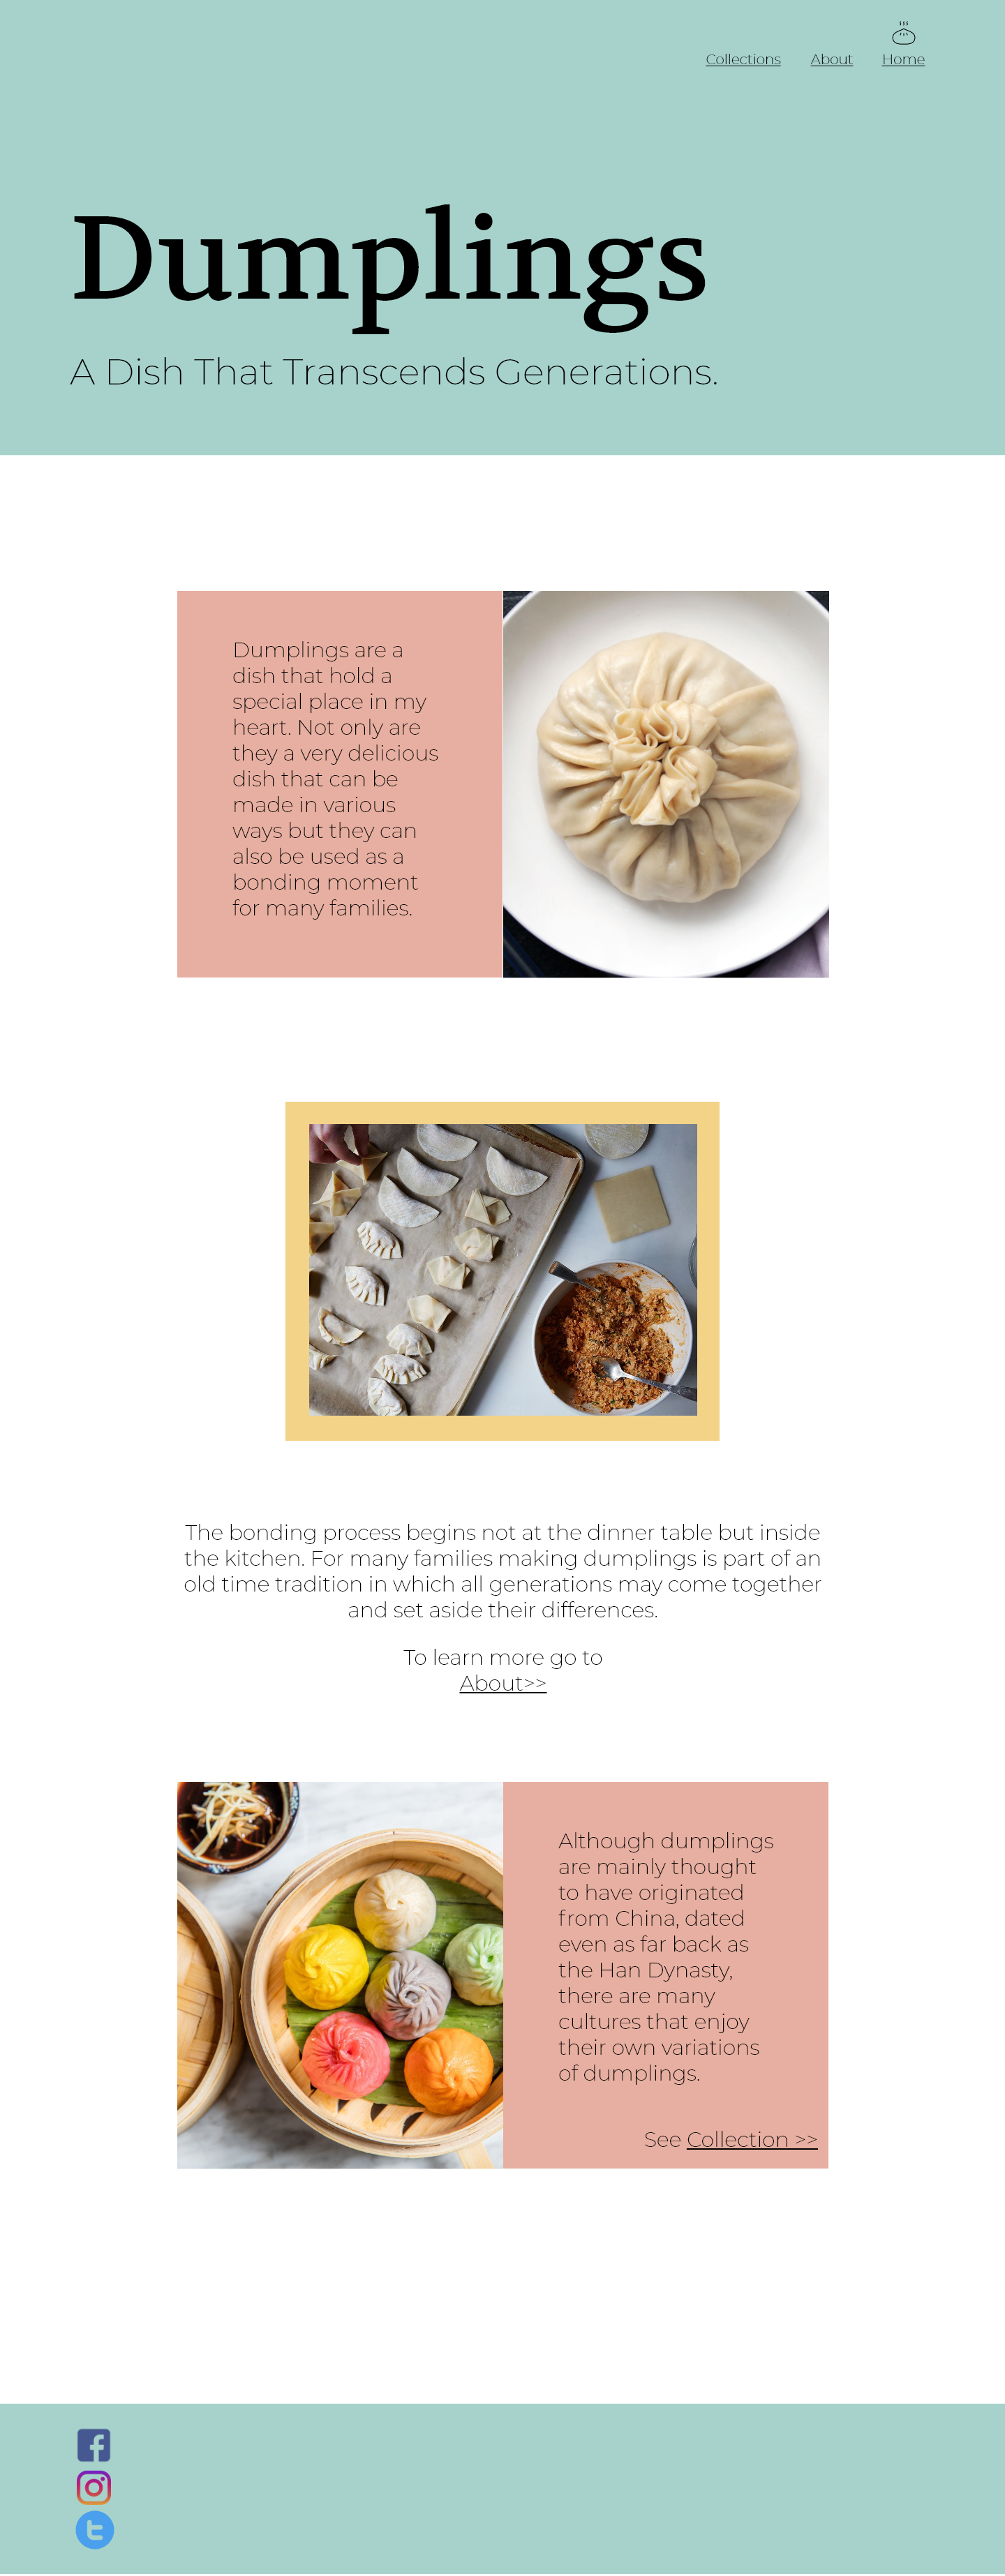 Collections About Home
Dumplings
A Dish That Transcends Generations.
Dumplings are a
dish that hold a
special place in my
heart. Not only are
they a very delicious
dish that can be
made in various
ways but they can
also be used as a
bonding moment
for many families.
The bonding process begins not at the dinner table but inside
the kitchen. For many families making dumplings is part of an
old time tradition in which all generations may come together
and set aside their differences.
To learn more go to
About>>
Although dumplings
are mainly thought
to have originated
from China, dated
even as far back as
the Han Dynasty,
there are many
cultures that enjoy
their own variations
of dumplings.
See Collection >>